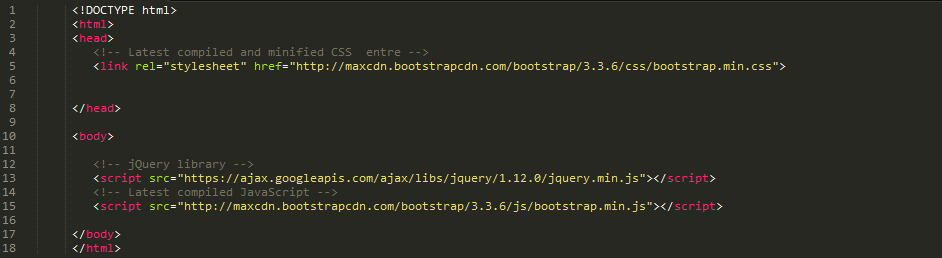 1 <!DOCTYPE html>
2 <html>
3 <head>
4 <!-- Latest compiled and minified CSS  entre -->
5 <link rel="stylesheet" href="http://maxcdn.bootstrapcdn.com/bootstrap/3.3.6/css/bootstrap.min.css">
6
7
8 </head>
9
10 <body>
11
12 <!-- jQuery library -->
13 <script src="https://ajax.googleapis.com/ajax/libs/jquery/1.12.0/jquery.min.js"></script>
14 <!-- Latest compiled JavaScript -->
15 <script src="http://maxcdn.bootstrapcdn.com/bootstrap/3.3.6/js/bootstrap.min.js"></script>
16
17 </body>
18 </html>